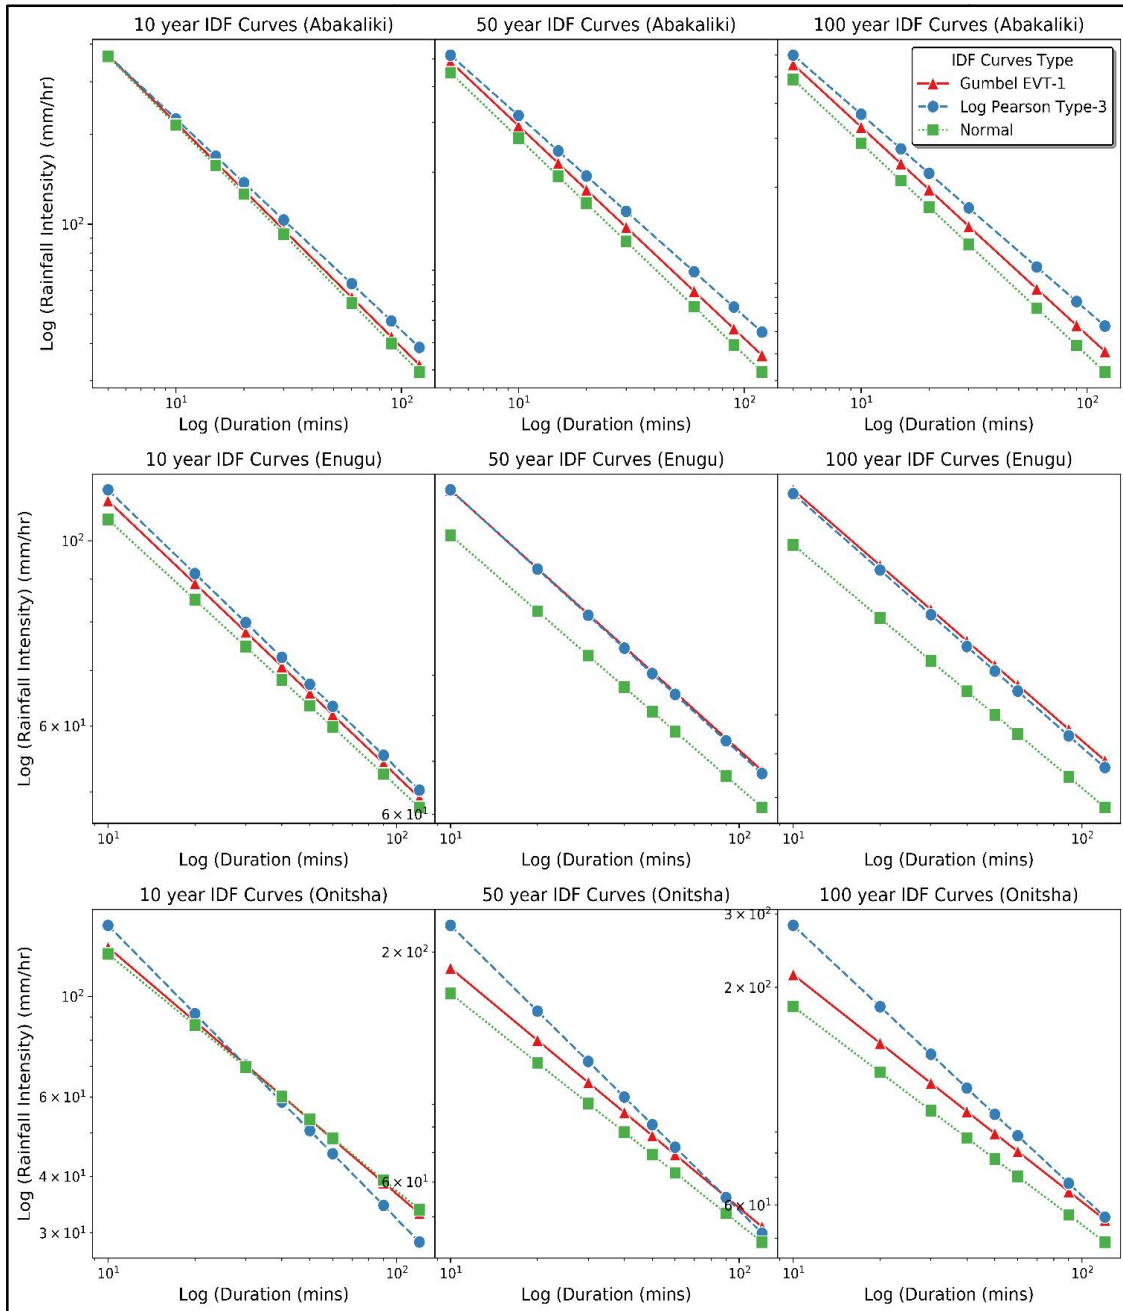 10 year IDF Curves (Abakaliki)
50 year IDF Curves (Abakaliki)
100 year IDF Curves (Abakaliki)
IDF Curves Type
Gumbel EVT-1
Log Pearson Type-3
Normal
Log (Rainfall Intensity) (mm/hr)
10²
10¹ 10²
10¹ 10²
10¹ 10²
Log (Duration (mins)
Log (Duration (mins)
Log (Duration (mins)
10 year IDF Curves (Enugu)
50 year IDF Curves (Enugu)
100 year IDF Curves (Enugu)
Log (Rainfall Intensity) (mm/hr)
10²
6 × 10¹
6 × 10¹
10¹ 10²
10¹ 10²
10¹ 10²
Log (Duration (mins)
Log (Duration (mins)
Log (Duration (mins)
10 year IDF Curves (Onitsha)
50 year IDF Curves (Onitsha)
100 year IDF Curves (Onitsha)
Log (Rainfall Intensity) (mm/hr)
10²
6 × 10¹
4 × 10¹
3 × 10¹
2 × 10²
6 × 10¹
3 × 10²
2 × 10²
6 × 10¹
10¹ 10²
10¹ 10²
10¹ 10²
Log (Duration (mins)
Log (Duration (mins)
Log (Duration (mins)